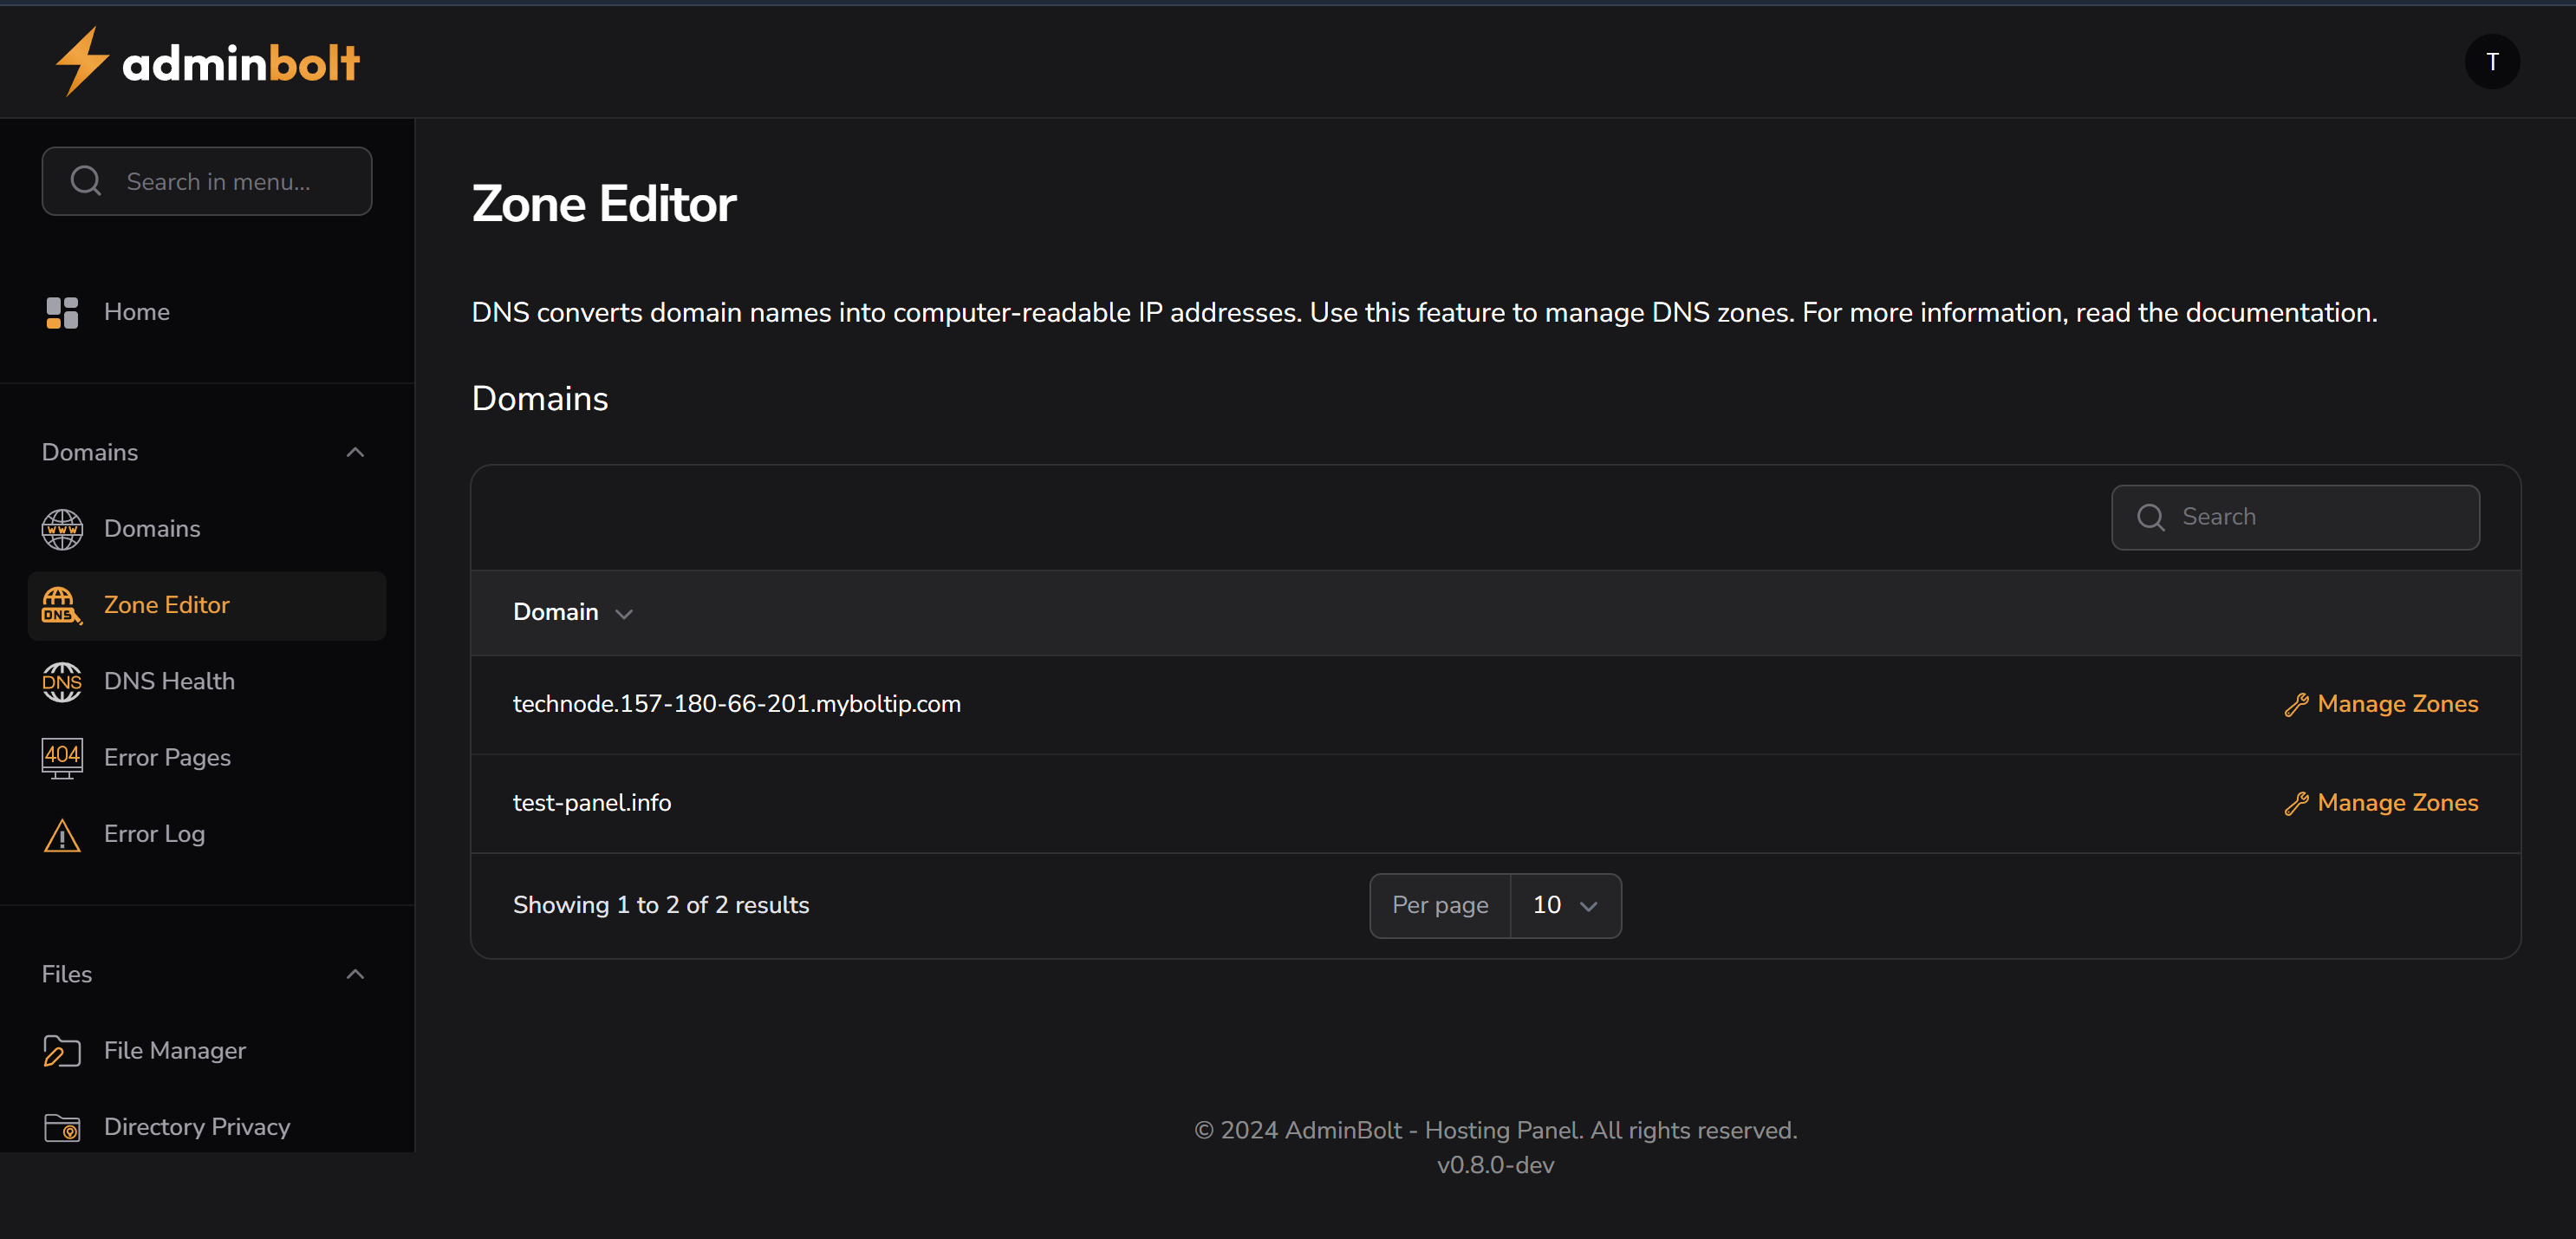 adminbolt
T
Search in menu...
Home
Domains
www
Domains
DNS
Zone Editor
DNS
DNS Health
404
Error Pages
Error Log
Files
File Manager
Directory Privacy
Zone Editor
DNS converts domain names into computer-readable IP addresses. Use this feature to manage DNS zones. For more information, read the documentation.
Domains
Search
Domain
technode.157-180-66-201.myboltip.com
Manage Zones
test-panel.info
Manage Zones
Showing 1 to 2 of 2 results
Per page
10
© 2024 AdminBolt - Hosting Panel. All rights reserved.
v0.8.0-dev